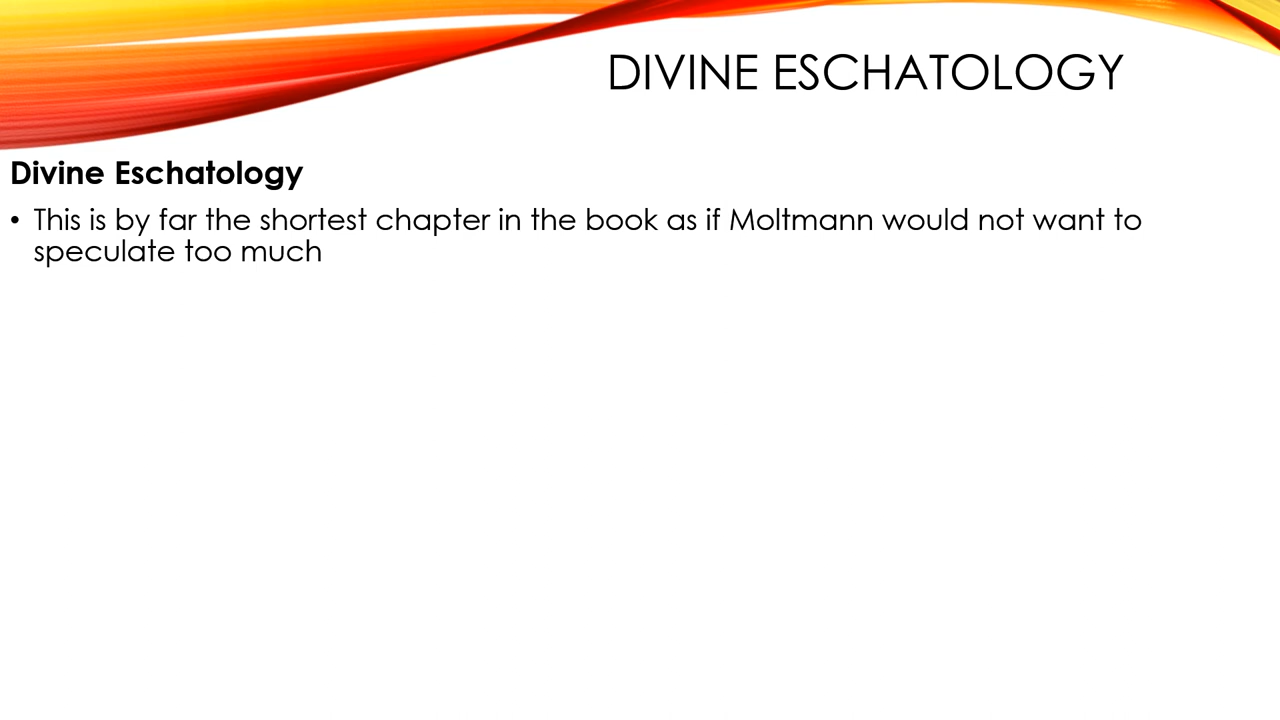 DIVINE ESCHATOLOGY
Divine Eschatology
• This is by far the shortest chapter in the book as if Moltmann would not want to
speculate too much